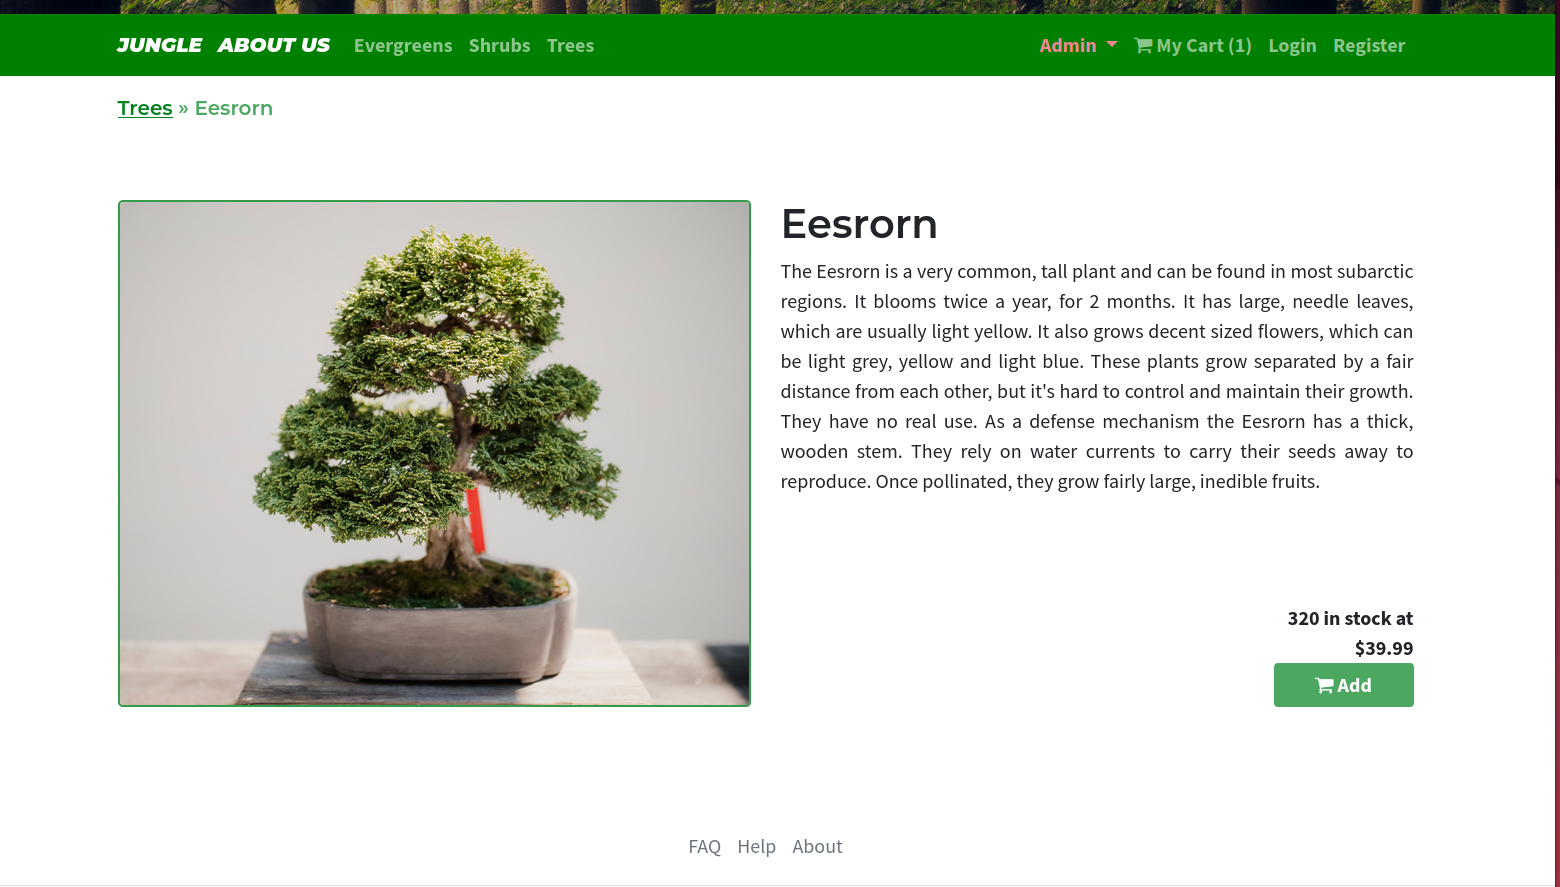 JUNGLE ABOUT US Evergreens Shrubs Trees Admin My Cart (1) Login Register
Trees » Eesrorn
Eesrorn
The Eesrorn is a very common, tall plant and can be found in most subarctic
regions. It blooms twice a year, for 2 months. It has large, needle leaves,
which are usually light yellow. It also grows decent sized flowers, which can
be light grey, yellow and light blue. These plants grow separated by a fair
distance from each other, but it's hard to control and maintain their growth.
They have no real use. As a defense mechanism the Eesrorn has a thick,
wooden stem. They rely on water currents to carry their seeds away to
reproduce. Once pollinated, they grow fairly large, inedible fruits.
320 in stock at
$39.99
Add
FAQ Help About